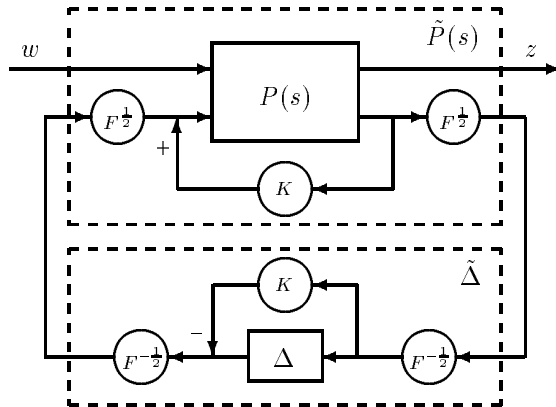 w P̃(s) z
F^{1/2} P(s) F^{1/2}
+
K
K Δ̃
−
F^{-1/2} Δ F^{-1/2}